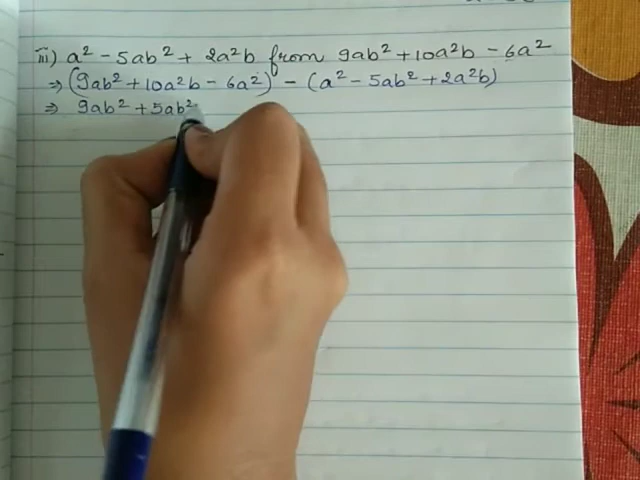 iii) a² - 5ab² + 2a²b from 9ab² + 10a²b - 6a²
⇒ (9ab² + 10a²b - 6a²) - (a² - 5ab² + 2a²b)
⇒ 9ab² + 5ab²